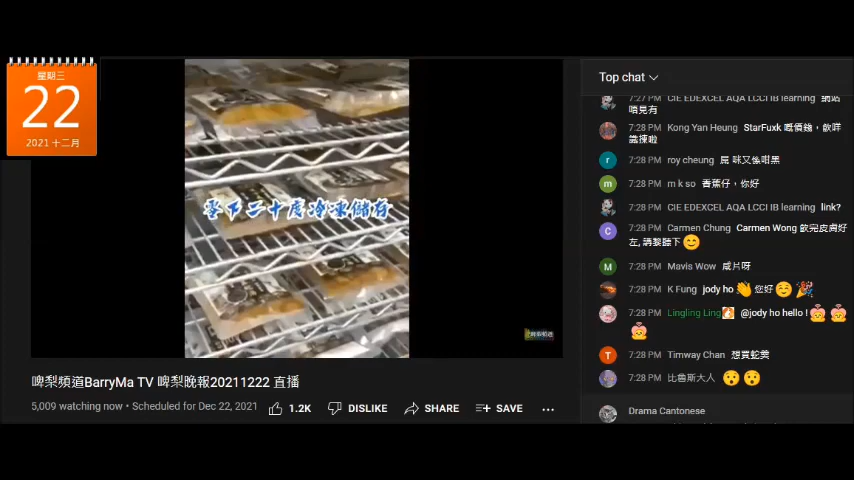 星期三
22
2021 十二月
零下二十度冷凍儲存
啤梨頻道BarryMa TV 啤梨晚報20211222 直播
5,009 watching now • Scheduled for Dec 22, 2021
1.2K
DISLIKE
SHARE
SAVE
Top chat
7:27 PM CIE EDEXCEL AQA LCCI IB learning 網站
唔見有
7:28 PM Kong Yan Heung StarFuxk 嘅價錢，飲咩
識揀啦
7:28 PM roy cheung 屌 咪又係咁黑
7:28 PM m k so 香蕉仔，你好
7:28 PM CIE EDEXCEL AQA LCCI IB learning link?
7:28 PM Carmen Chung Carmen Wong 飲完皮膚好
左, 請黎聽下
7:28 PM Mavis Wow 威片呀
7:28 PM K Fung jody ho 👋 您好
7:28 PM Lingling Ling @jody ho hello !
7:28 PM Timway Chan 想買蛇羹
7:28 PM 比魯斯大人 😯😯
Drama Cantonese